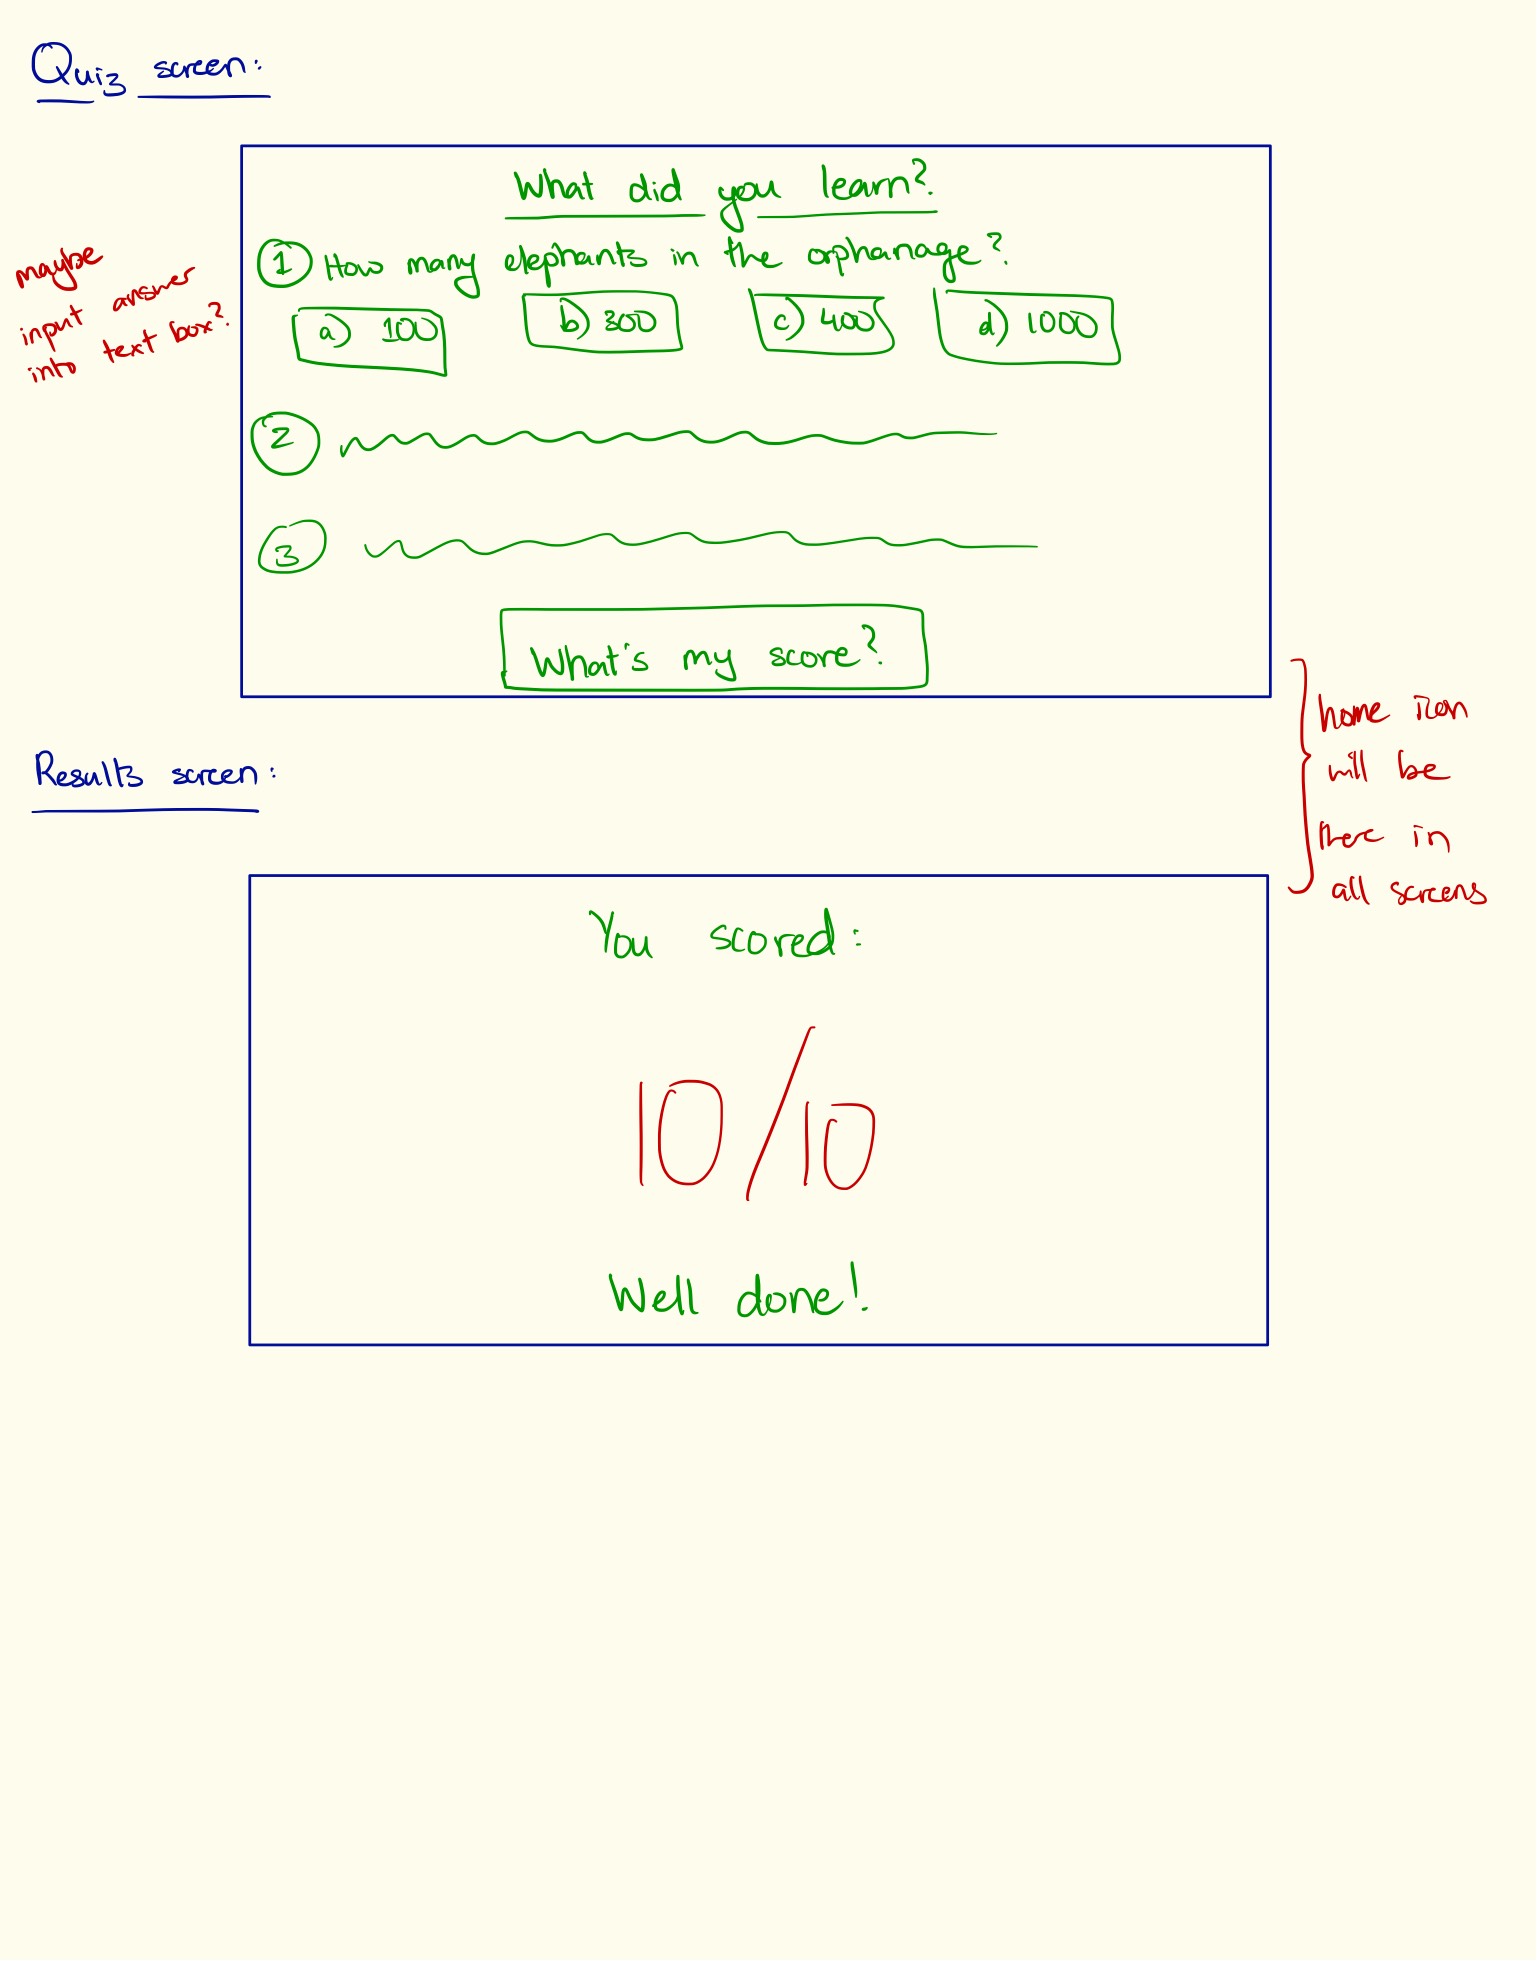 Quiz screen:
What did you learn?
1 How many elephants in the orphanage?
a) 100 b) 300 c) 400 d) 1000
maybe
input answer
into text box?
2
3
What's my score?
home icon
will be
there in
all screens
Results screen:
You scored:
10/10
Well done!